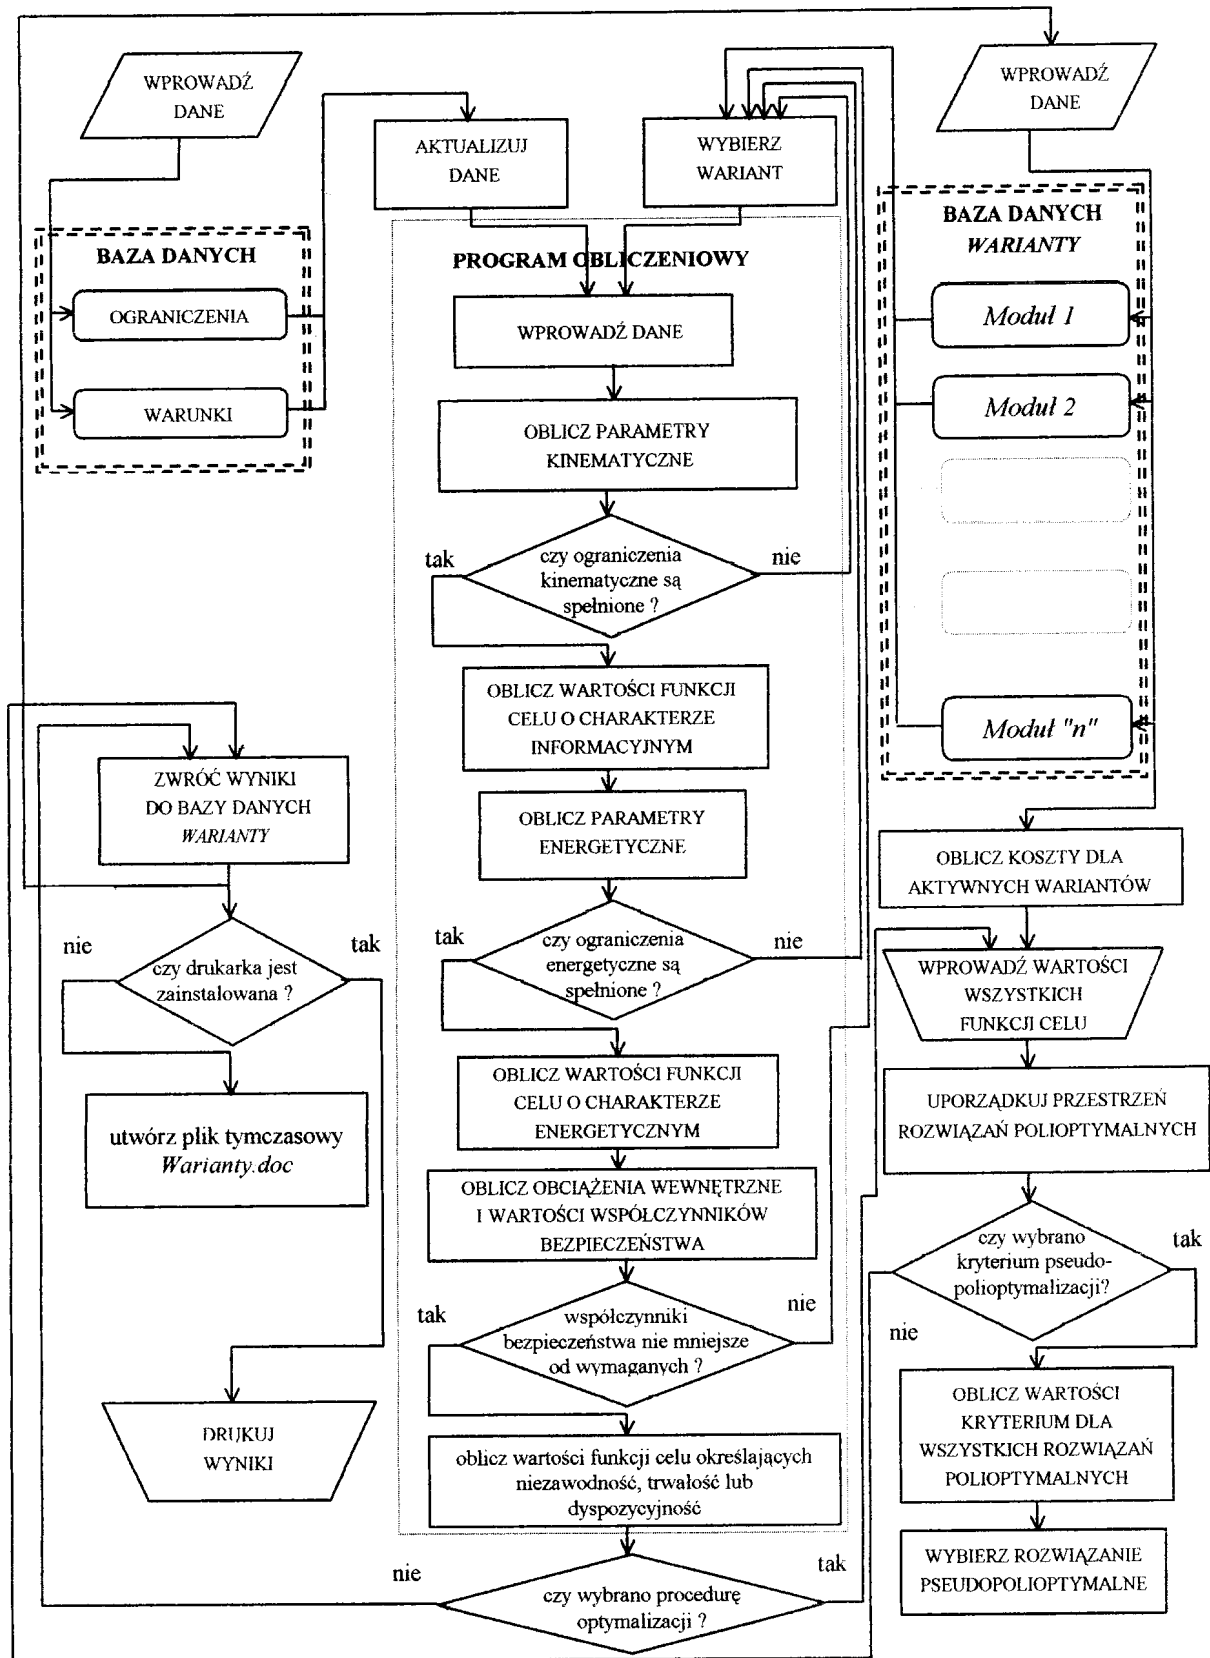 WPROWADŹ
DANE
WPROWADŹ
DANE
AKTUALIZUJ
DANE
WYBIERZ
WARIANT
BAZA DANYCH
OGRANICZENIA
WARUNKI
BAZA DANYCH
WARIANTY
Moduł 1
Moduł 2
Moduł "n"
PROGRAM OBLICZENIOWY
WPROWADŹ DANE
OBLICZ PARAMETRY
KINEMATYCZNE
tak
czy ograniczenia
kinematyczne są
spełnione ?
nie
OBLICZ WARTOŚCI FUNKCJI
CELU O CHARAKTERZE
INFORMACYJNYM
OBLICZ PARAMETRY
ENERGETYCZNE
tak
czy ograniczenia
energetyczne są
spełnione ?
nie
OBLICZ WARTOŚCI FUNKCJI
CELU O CHARAKTERZE
ENERGETYCZNYM
OBLICZ OBCIĄŻENIA WEWNĘTRZNE
I WARTOŚCI WSPÓŁCZYNNIKÓW
BEZPIECZEŃSTWA
tak
współczynniki
bezpieczeństwa nie mniejsze
od wymaganych ?
nie
oblicz wartości funkcji celu określających
niezawodność, trwałość lub
dyspozycyjność
nie
czy wybrano procedurę
optymalizacji ?
tak
ZWRÓĆ WYNIKI
DO BAZY DANYCH
WARIANTY
nie
czy drukarka jest
zainstalowana ?
tak
utwórz plik tymczasowy
Warianty.doc
DRUKUJ
WYNIKI
OBLICZ KOSZTY DLA
AKTYWNYCH WARIANTÓW
WPROWADŹ WARTOŚCI
WSZYSTKICH
FUNKCJI CELU
UPORZĄDKUJ PRZESTRZEŃ
ROZWIĄZAŃ POLIOPTYMALNYCH
czy wybrano
kryterium pseudo-
polioptymalizacji?
tak
nie
OBLICZ WARTOŚCI
KRYTERIUM DLA
WSZYSTKICH ROZWIĄZAŃ
POLIOPTYMALNYCH
WYBIERZ ROZWIĄZANIE
PSEUDOPOLIOPTYMALNE